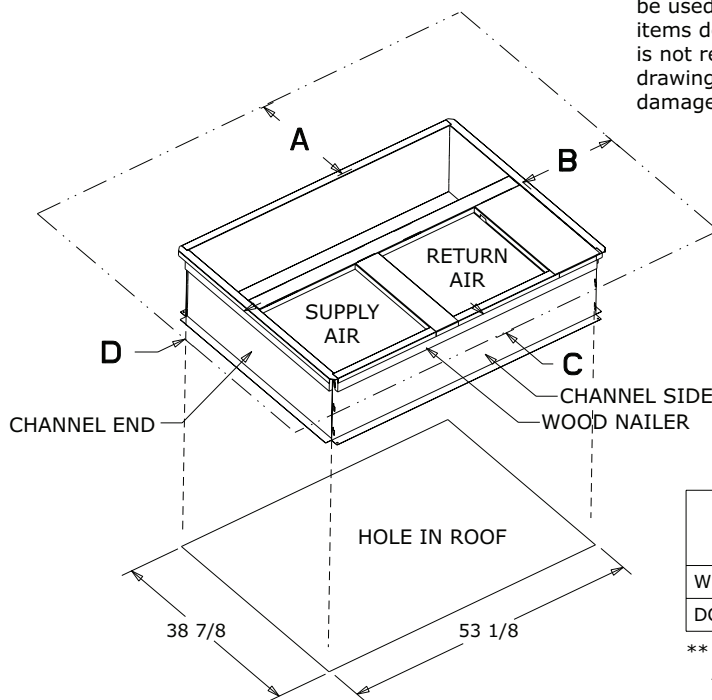 be used
items d
is not re
drawing
damage
A
B
RETURN
AIR
SUPPLY
AIR
D
C
CHANNEL SIDE
CHANNEL END
WOOD NAILER
HOLE IN ROOF
38 7/8
53 1/8
W
DO
**